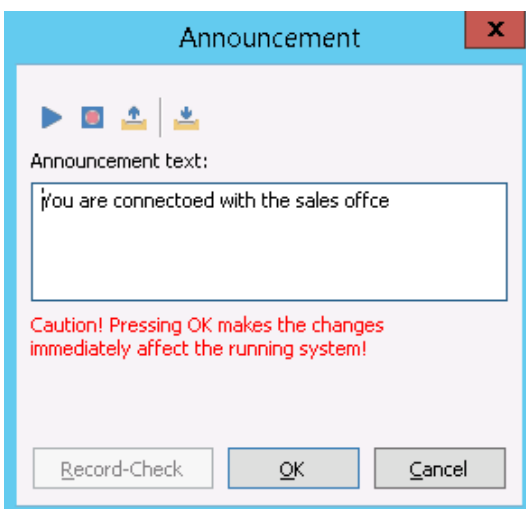 Announcement
x
Announcement text:
You are connectoed with the sales offce
Caution! Pressing OK makes the changes
immediately affect the running system!
Record-Check
OK
Cancel